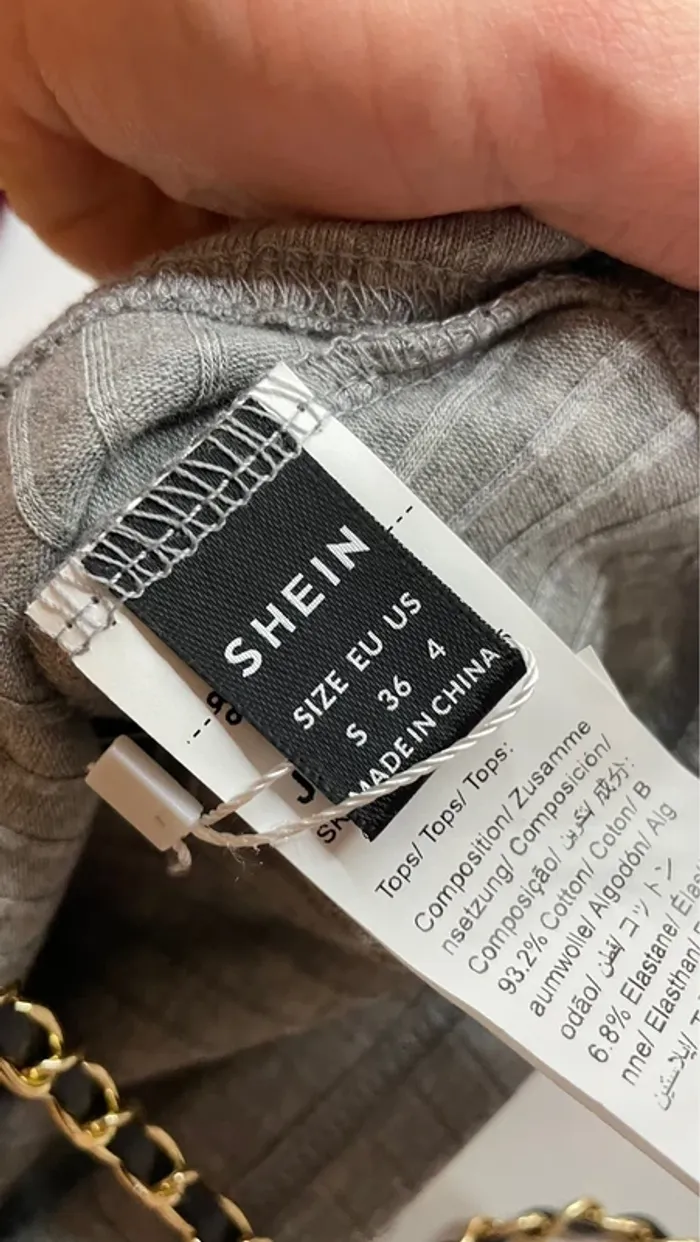 SHEIN
SIZE EU US
S 36 4
MADE IN CHINA
Tops/ Tops/ Tops:
Composition/ Zusamme
nsetzung/ Composición/
Composição/ تكوين/ 成分:
93.2% Cotton/ Coton/ B
aumwolle/ Algodón/ Alg
odão/ قطن/ コットン
6.8% Elastane/ Élas
nne/ Elasthan
إيلاستين/